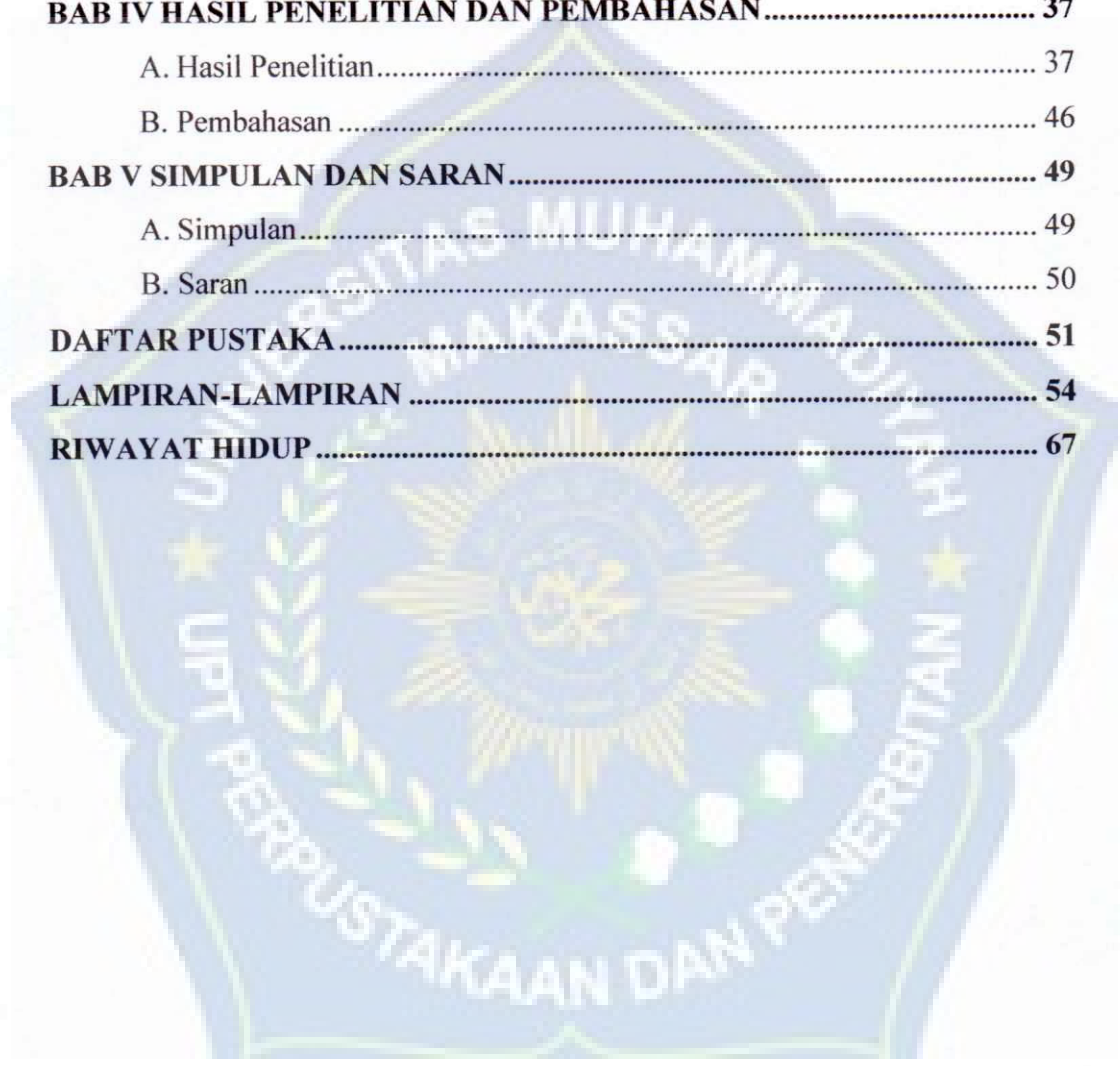 BAB IV HASIL PENELITIAN DAN PEMBAHASAN.................................. 37
A. Hasil Penelitian.................................................................................... 37
B. Pembahasan ......................................................................................... 46
BAB V SIMPULAN DAN SARAN.................................................................. 49
A. Simpulan.............................................................................................. 49
B. Saran .................................................................................................... 50
DAFTAR PUSTAKA....................................................................................... 51
LAMPIRAN-LAMPIRAN ............................................................................... 54
RIWAYAT HIDUP.......................................................................................... 67
UNIVERSITAS MUHAMMADIYAH
MAKASSAR
UPT PERPUSTAKAAN DAN PENERBITAN